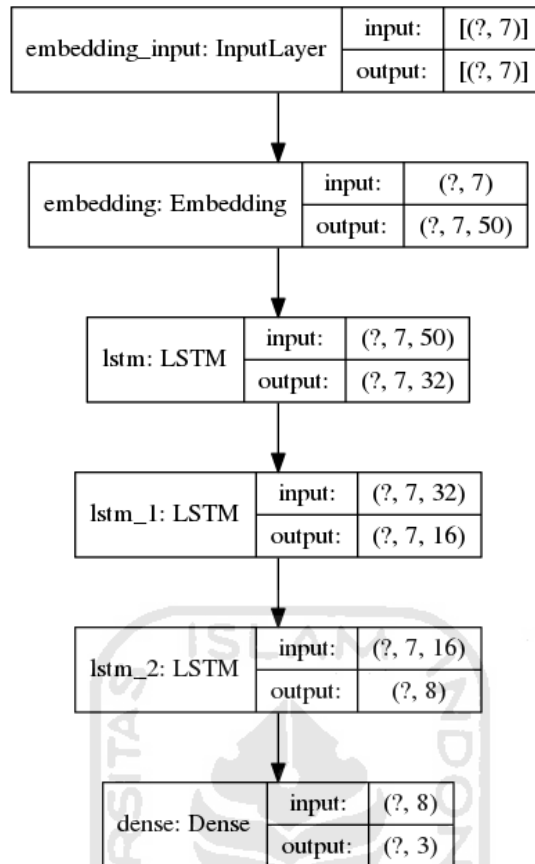 embedding_input: InputLayer
input: [(?, 7)]
output: [(?, 7)]
embedding: Embedding
input: (?, 7)
output: (?, 7, 50)
lstm: LSTM
input: (?, 7, 50)
output: (?, 7, 32)
lstm_1: LSTM
input: (?, 7, 32)
output: (?, 7, 16)
lstm_2: LSTM
input: (?, 7, 16)
output: (?, 8)
dense: Dense
input: (?, 8)
output: (?, 3)
ISLAM